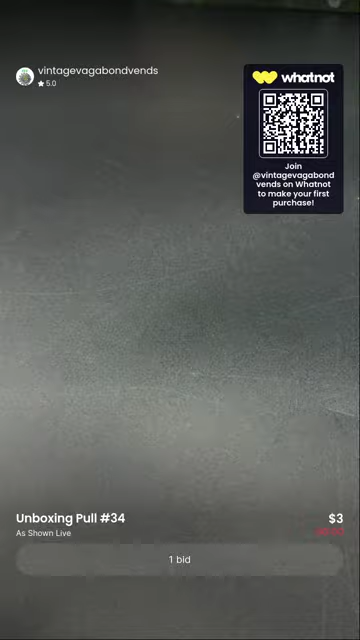 vintagevagabondvends
★ 5.0
whatnot
Join
@vintagevagabond
vends on Whatnot
to make your first
purchase!
Unboxing Pull #34
$3
As Shown Live
1 bid